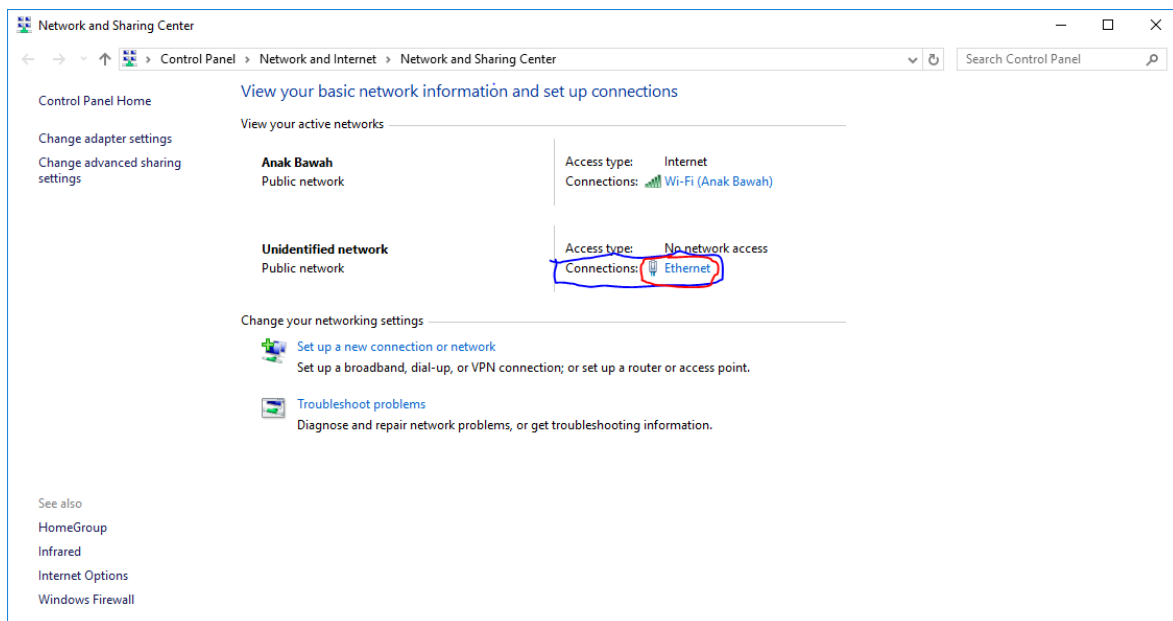 Network and Sharing Center
Control Panel › Network and Internet › Network and Sharing Center
Search Control Panel
Control Panel Home
Change adapter settings
Change advanced sharing
settings
View your basic network information and set up connections
View your active networks
Anak Bawah
Public network
Access type: Internet
Connections: Wi-Fi (Anak Bawah)
Unidentified network
Public network
Access type: No network access
Connections: Ethernet
Change your networking settings
Set up a new connection or network
Set up a broadband, dial-up, or VPN connection; or set up a router or access point.
Troubleshoot problems
Diagnose and repair network problems, or get troubleshooting information.
See also
HomeGroup
Infrared
Internet Options
Windows Firewall